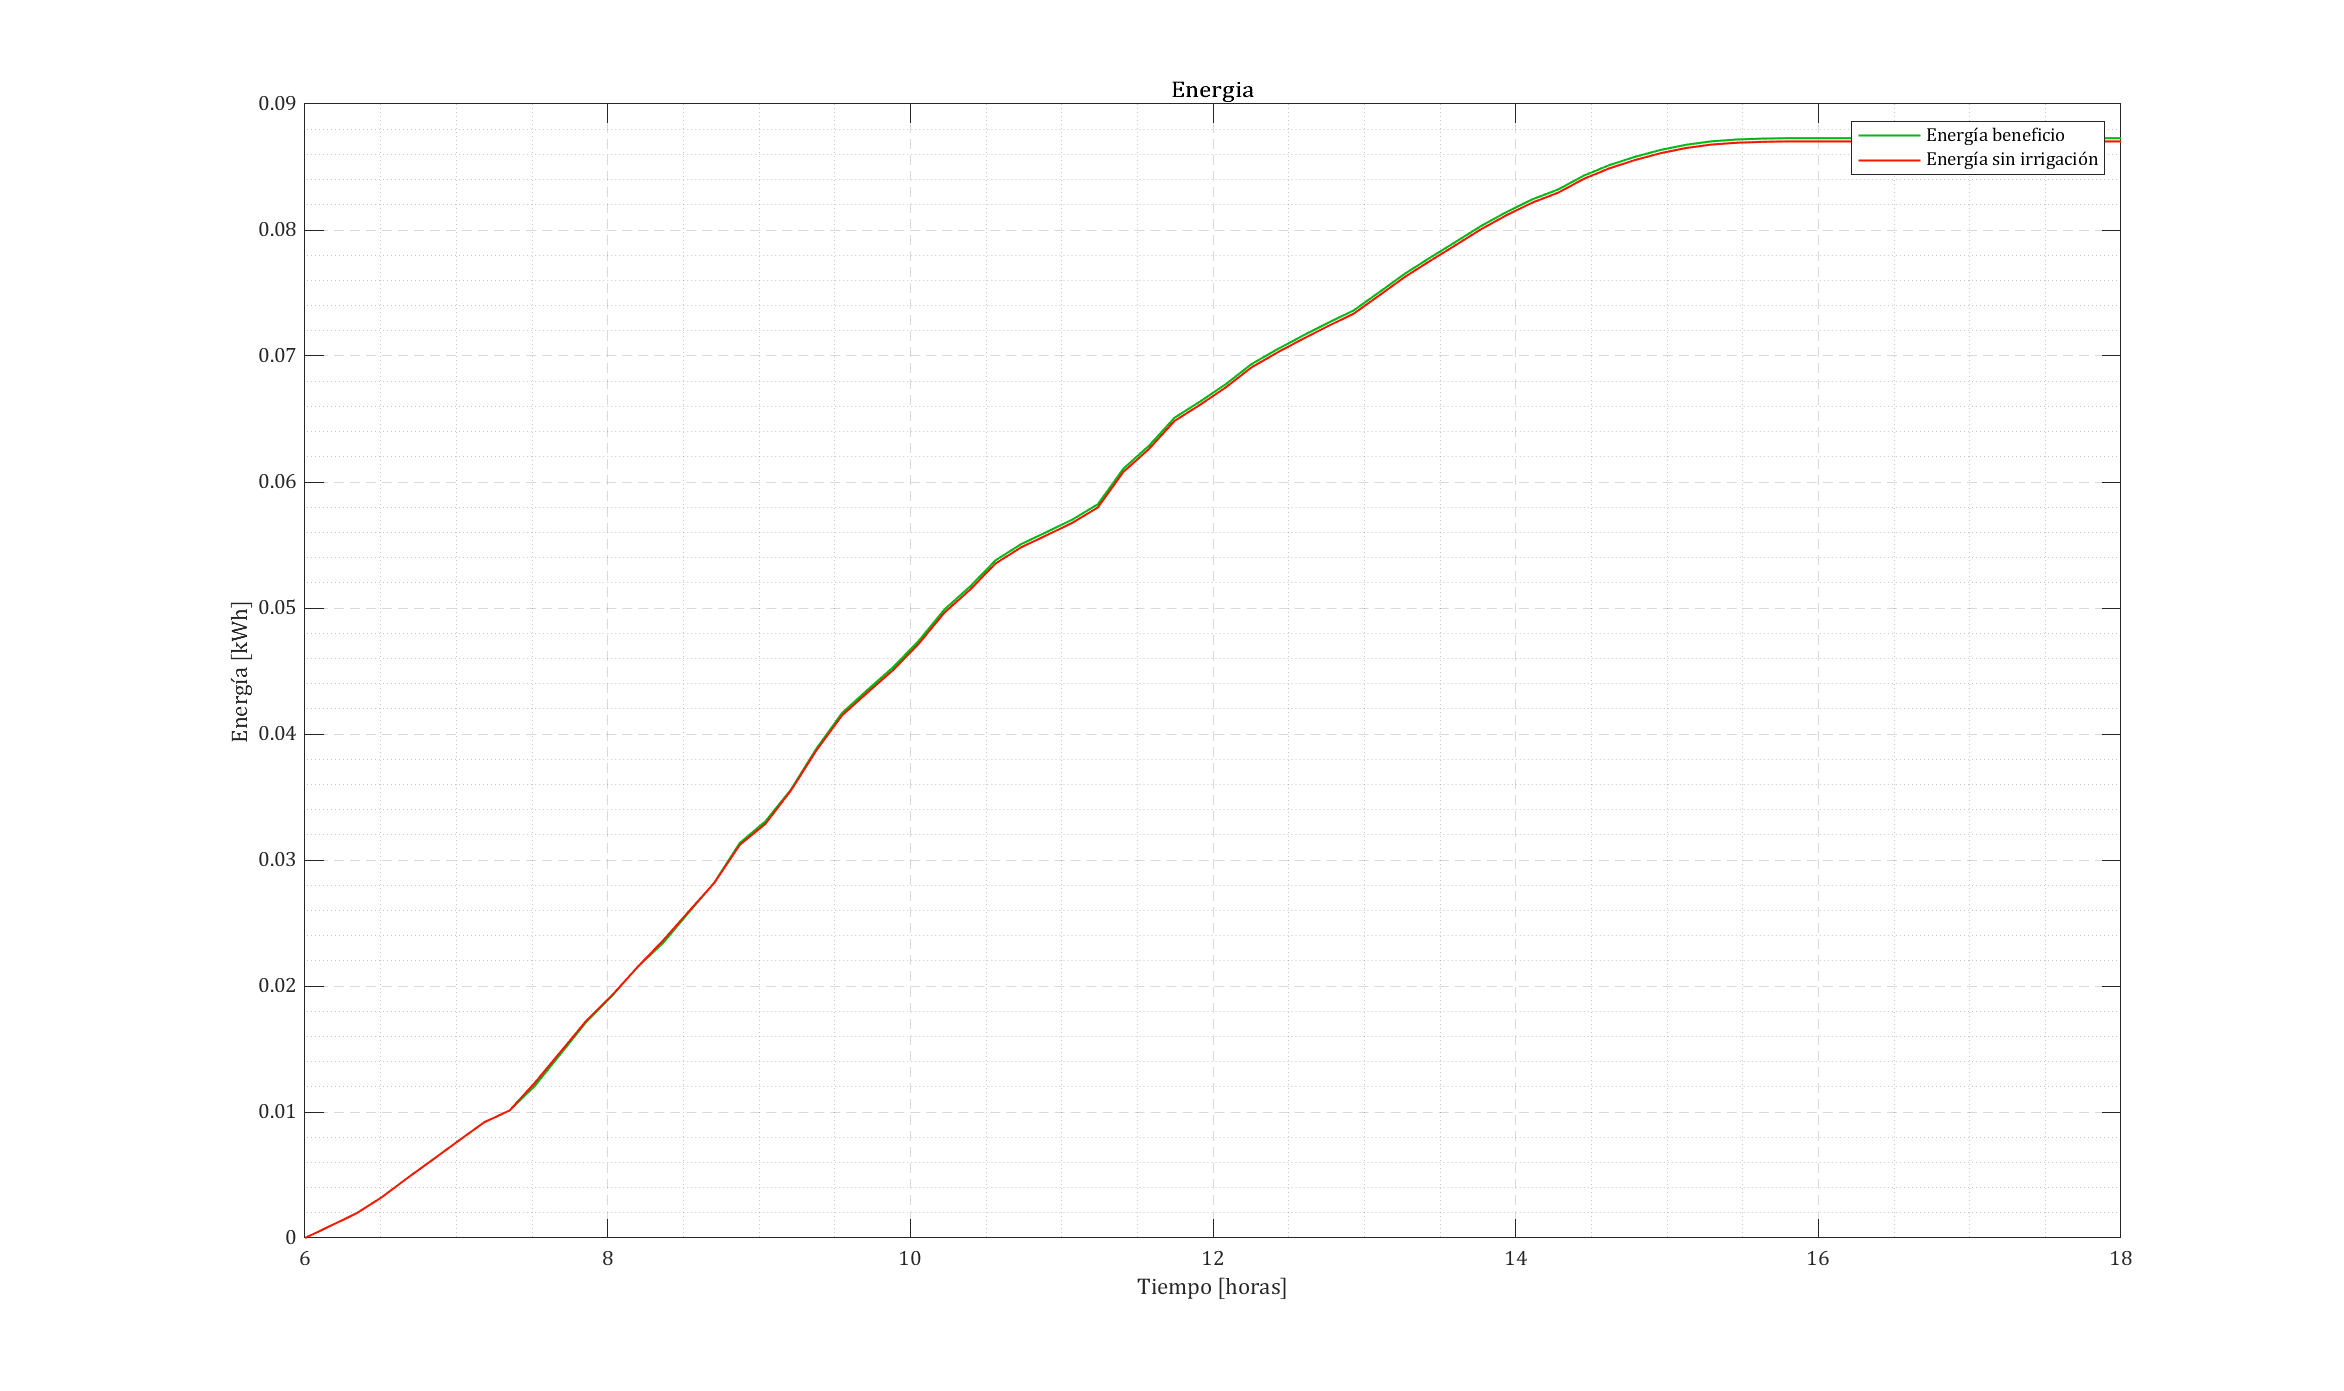 Energia
0.09
0.08
0.07
0.06
0.05
0.04
0.03
0.02
0.01
0
Energía [kWh]
Energía beneficio
Energía sin irrigación
6 8 10 12 14 16 18
Tiempo [horas]